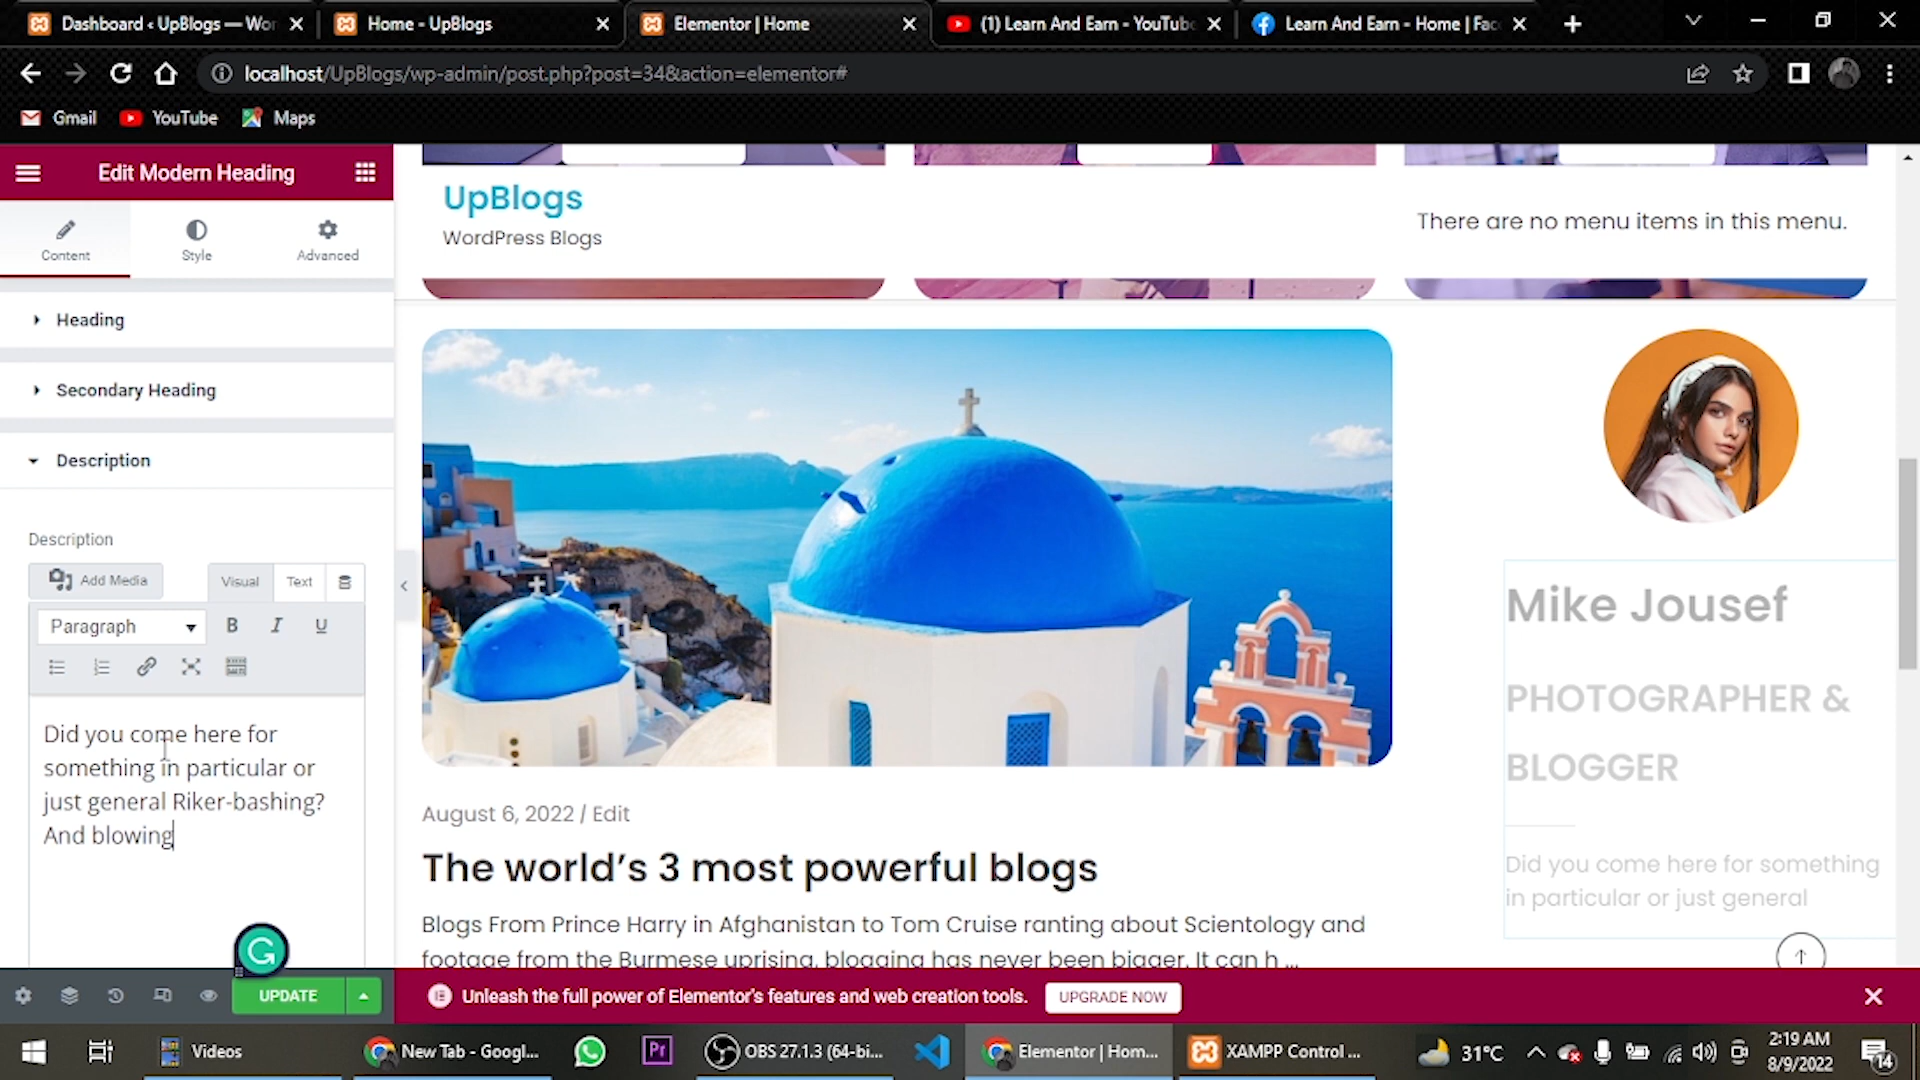 Dashboard ‹ UpBlogs — Wor
Home - UpBlogs
Elementor | Home
(1) Learn And Earn - YouTube
Learn And Earn - Home | Fac
localhost/UpBlogs/wp-admin/post.php?post=34&action=elementor#
Gmail
YouTube
Maps
Edit Modern Heading
Content
Style
Advanced
Heading
Secondary Heading
Description
Description
Add Media
Visual
Text
Paragraph
B I U
Did you come here for
something in particular or
just general Riker-bashing?
And blowing
UPDATE
UpBlogs
WordPress Blogs
There are no menu items in this menu.
August 6, 2022 / Edit
The world’s 3 most powerful blogs
Blogs From Prince Harry in Afghanistan to Tom Cruise ranting about Scientology and
footage from the Burmese uprising, blogging has never been bigger. It can h ...
Mike Jousef
PHOTOGRAPHER &
BLOGGER
Did you come here for something
in particular or just general
Unleash the full power of Elementor's features and web creation tools.
UPGRADE NOW
Videos
New Tab - Googl...
Pr
OBS 27.1.3 (64-bi...
Elementor | Hom...
XAMPP Control ...
31°C
2:19 AM
8/9/2022
14